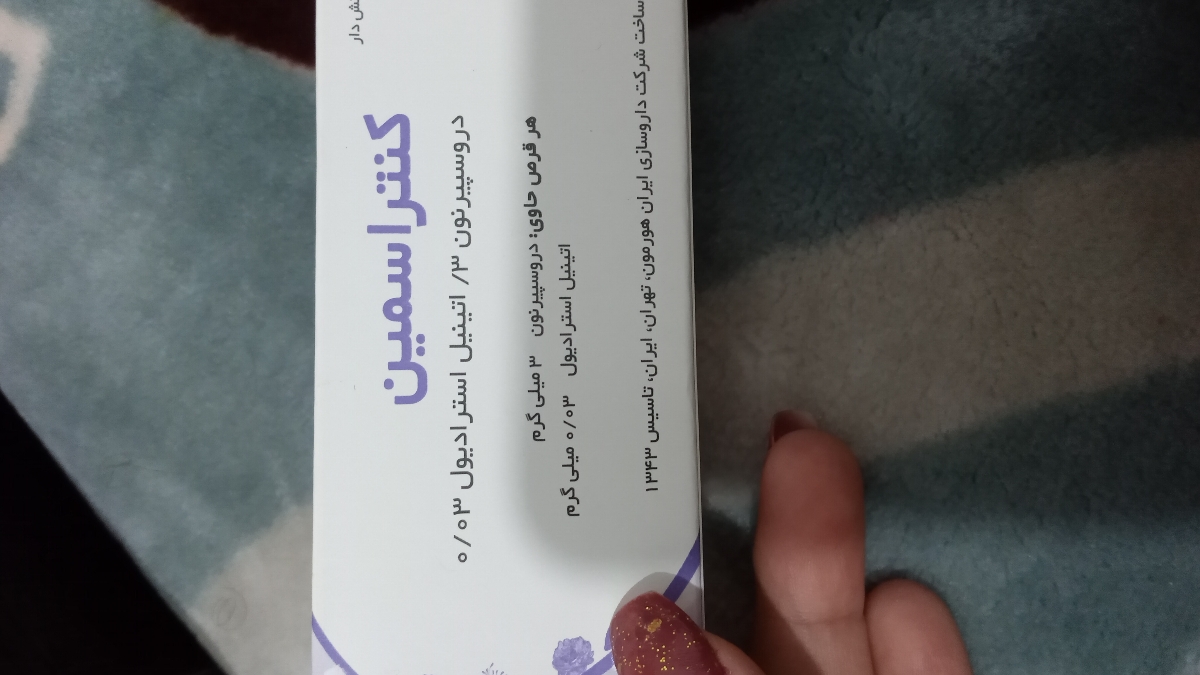 کنتراسمین
دروسپیرنون ۳/ اتینیل استرادیول ۰/۰۳
هر قرص حاوی: دروسپیرنون ۳ میلی گرم
اتینیل استرادیول ۰/۰۳ میلی گرم
ساخت شرکت داروسازی ایران هورمون، تهران، ایران، تاسیس ۱۳۴۳